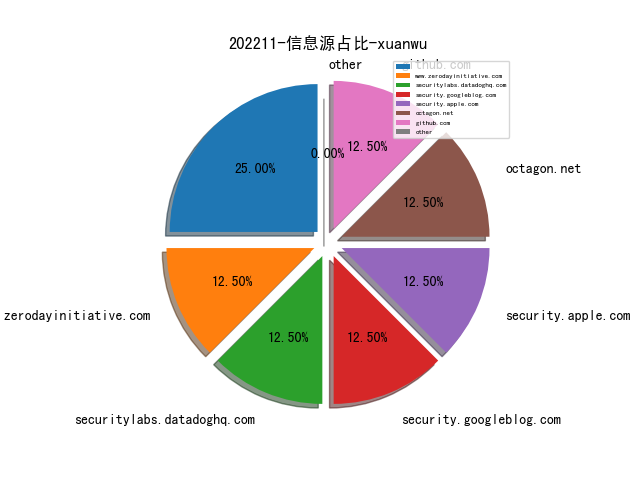 202211-信息源占比-xuanwu
other
github.com
www.zerodayinitiative.com
securitylabs.datadoghq.com
security.googleblog.com
security.apple.com
octagon.net
github.com
other
0.00%
12.50%
25.00%
12.50%
octagon.net
12.50%
12.50%
zerodayinitiative.com
security.apple.com
12.50%
12.50%
securitylabs.datadoghq.com
security.googleblog.com